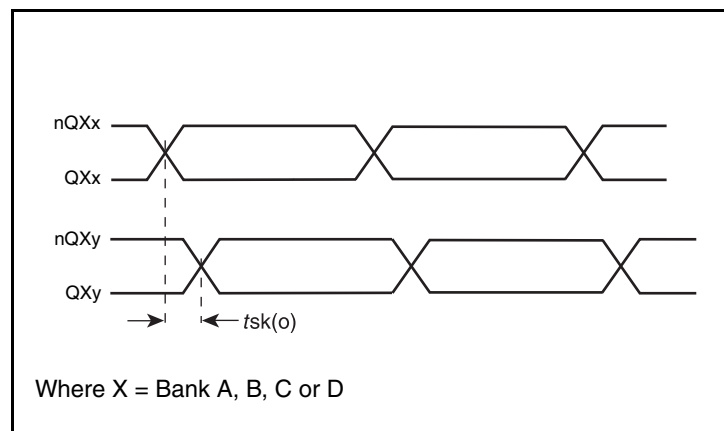 nQXx
QXx
nQXy
QXy
tsk(o)
Where X = Bank A, B, C or D